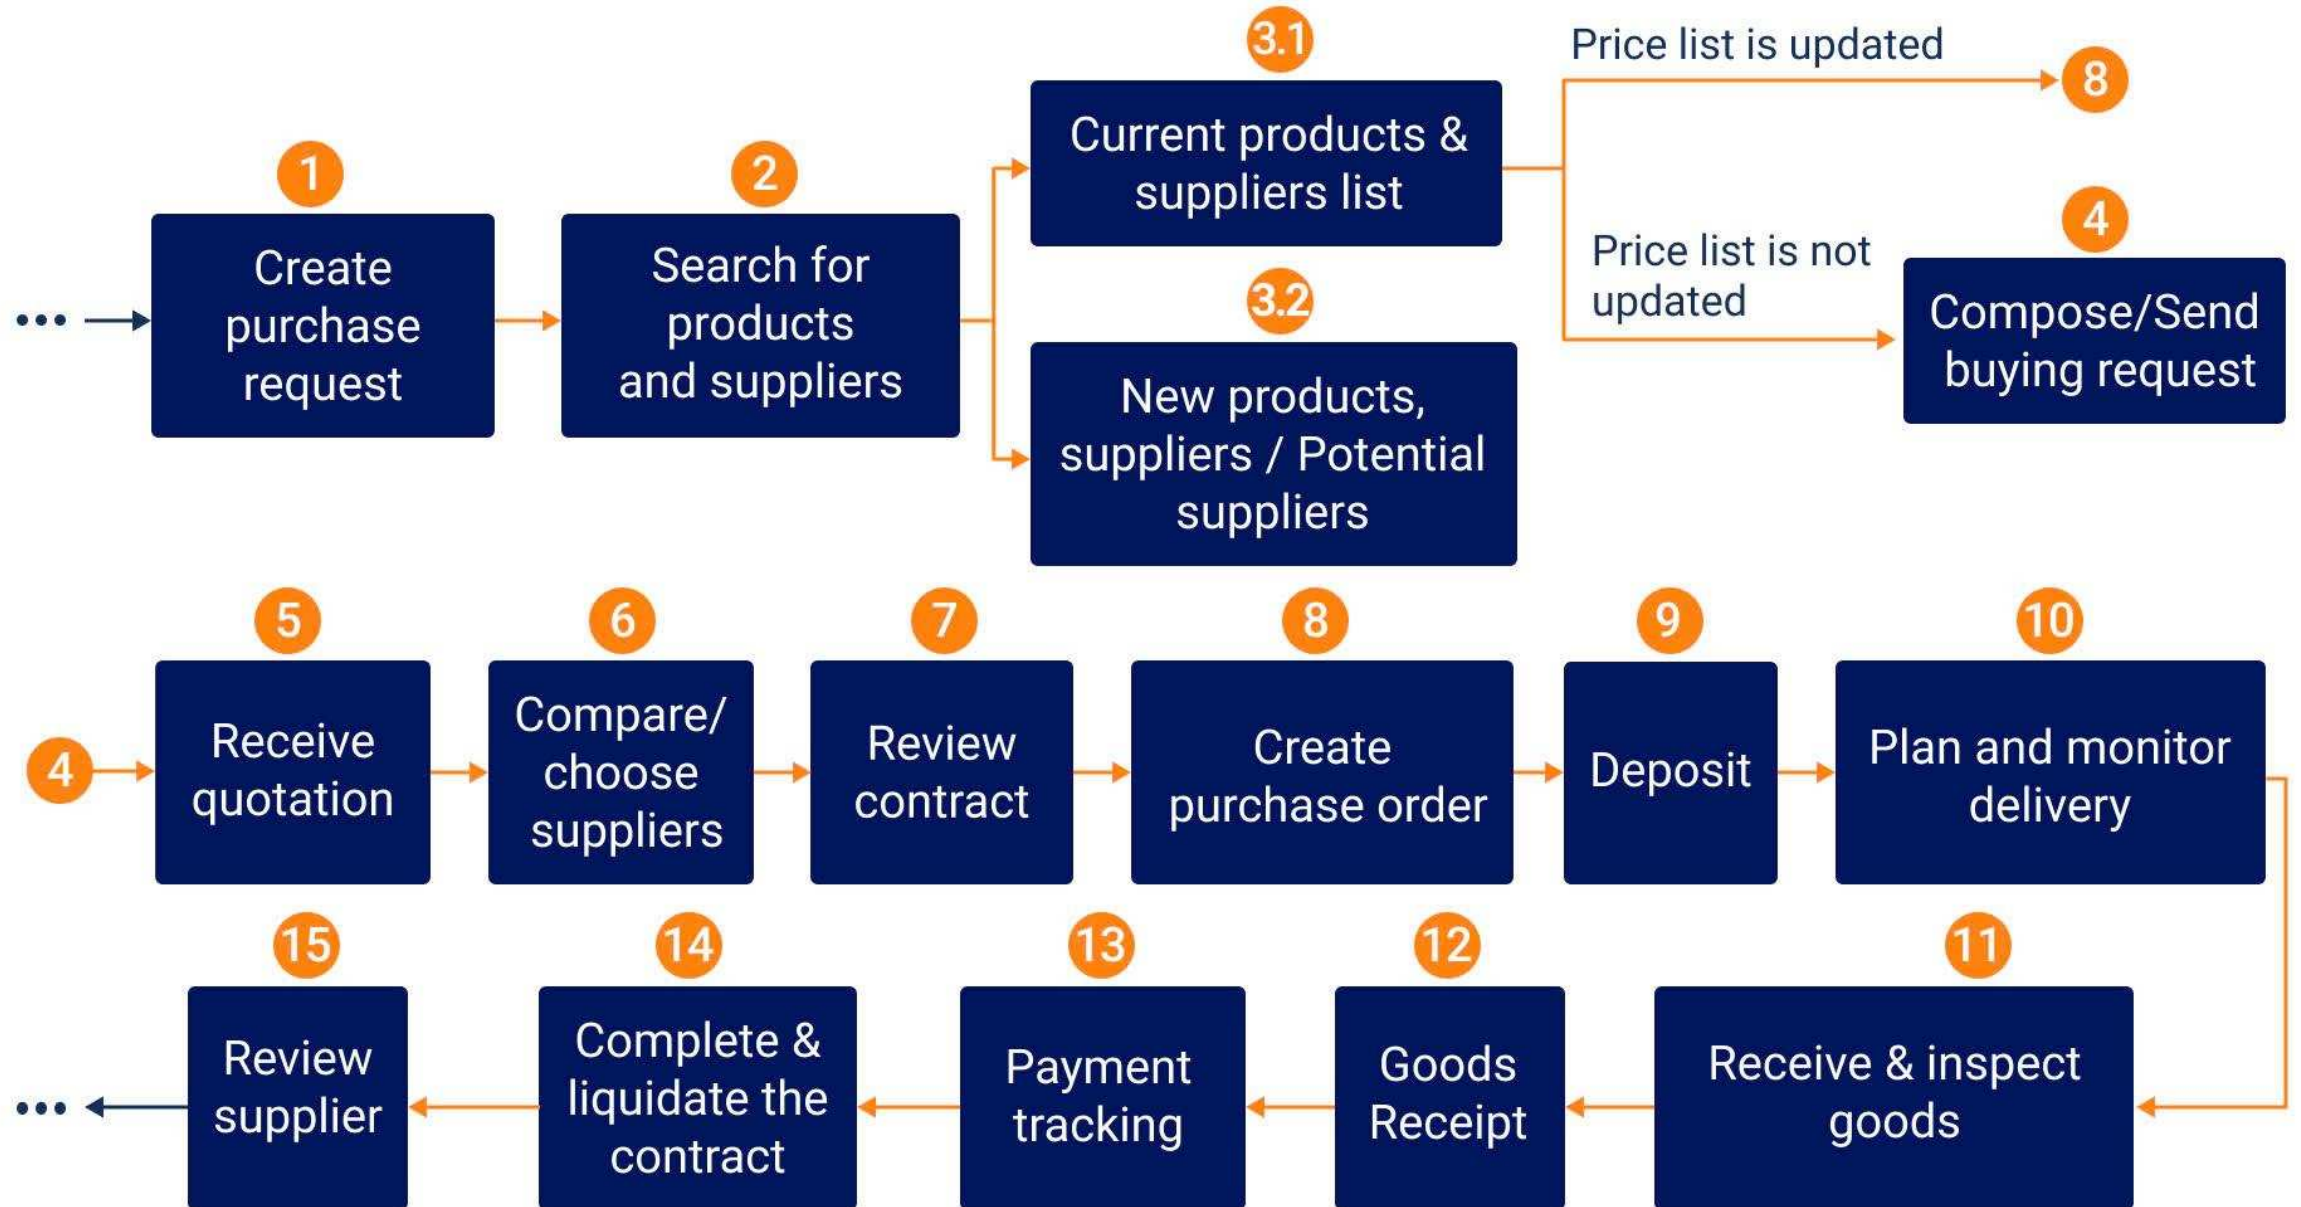 3.1
Price list is updated
8
Current products &
suppliers list
1
2
4
Create
purchase
request
Search for
products
and suppliers
Price list is not
updated
3.2
Compose/Send
buying request
New products,
suppliers / Potential
suppliers
•••
5
6
7
8
9
10
4
Receive
quotation
Compare/
choose
suppliers
Review
contract
Create
purchase order
Deposit
Plan and monitor
delivery
15
14
13
12
11
Review
supplier
Complete &
liquidate the
contract
Payment
tracking
Goods
Receipt
Receive & inspect
goods
•••